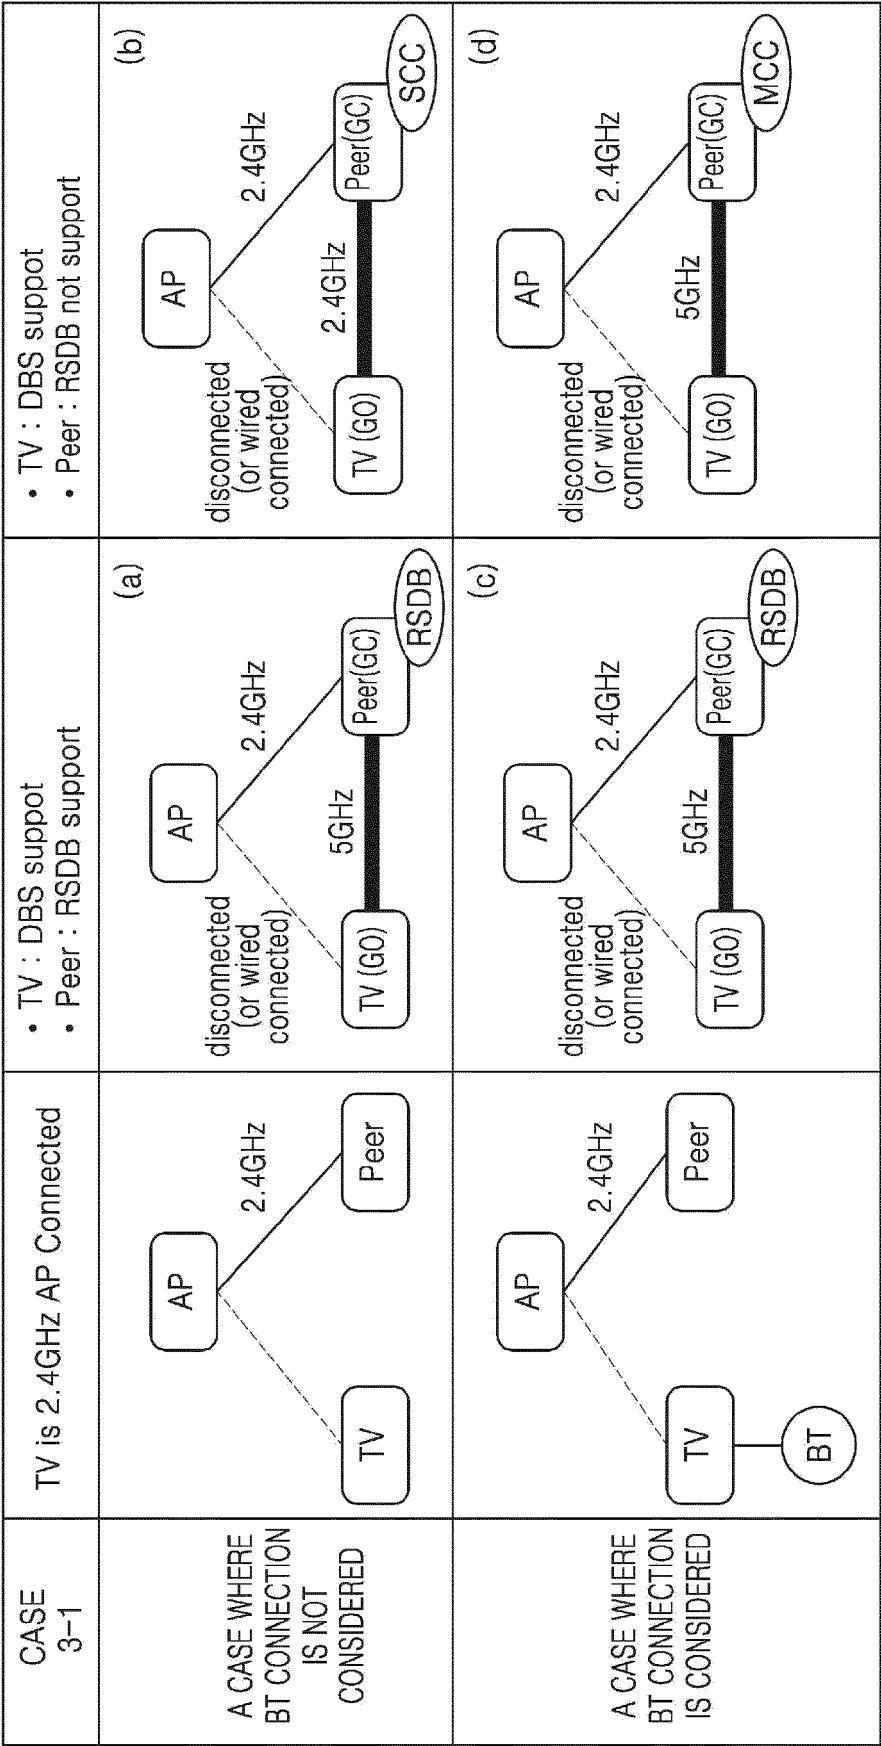 CASE
3-1
TV is 2.4GHz AP Connected
• TV : DBS suppot
• Peer : RSDB support
• TV : DBS suppot
• Peer : RSDB not support
A CASE WHERE
BT CONNECTION
IS NOT
CONSIDERED
AP
2.4GHz
TV
Peer
(a)
AP
disconnected
(or wired
connected)
2.4GHz
5GHz
TV (GO)
Peer(GC)
RSDB
(b)
AP
disconnected
(or wired
connected)
2.4GHz
2.4GHz
TV (GO)
Peer(GC)
SCC
A CASE WHERE
BT CONNECTION
IS CONSIDERED
AP
2.4GHz
TV
Peer
BT
(c)
AP
disconnected
(or wired
connected)
2.4GHz
5GHz
TV (GO)
Peer(GC)
RSDB
(d)
AP
disconnected
(or wired
connected)
2.4GHz
5GHz
TV (GO)
Peer(GC)
MCC